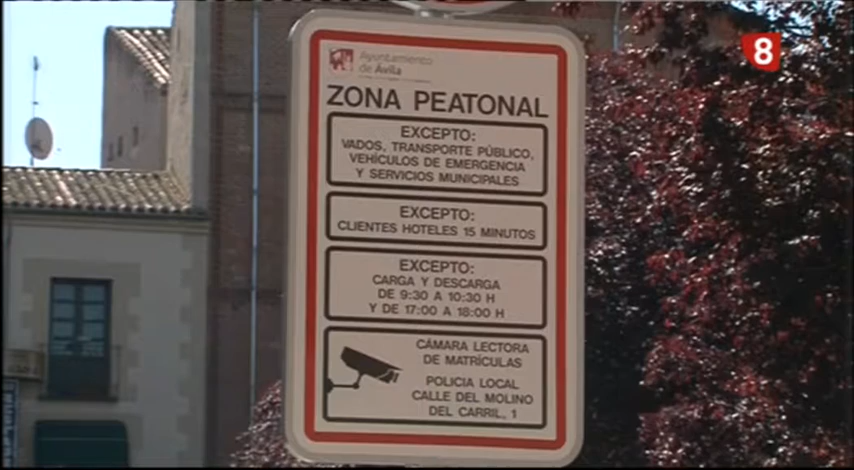 8
Ayuntamiento
de Ávila
ZONA PEATONAL
EXCEPTO:
VADOS, TRANSPORTE PÚBLICO,
VEHÍCULOS DE EMERGENCIA
Y SERVICIOS MUNICIPALES
EXCEPTO:
CLIENTES HOTELES 15 MINUTOS
EXCEPTO:
CARGA Y DESCARGA
DE 9:30 A 10:30 H
Y DE 17:00 A 18:00 H
CÁMARA LECTORA
DE MATRÍCULAS
POLICIA LOCAL
CALLE DEL MOLINO
DEL CARRIL, 1